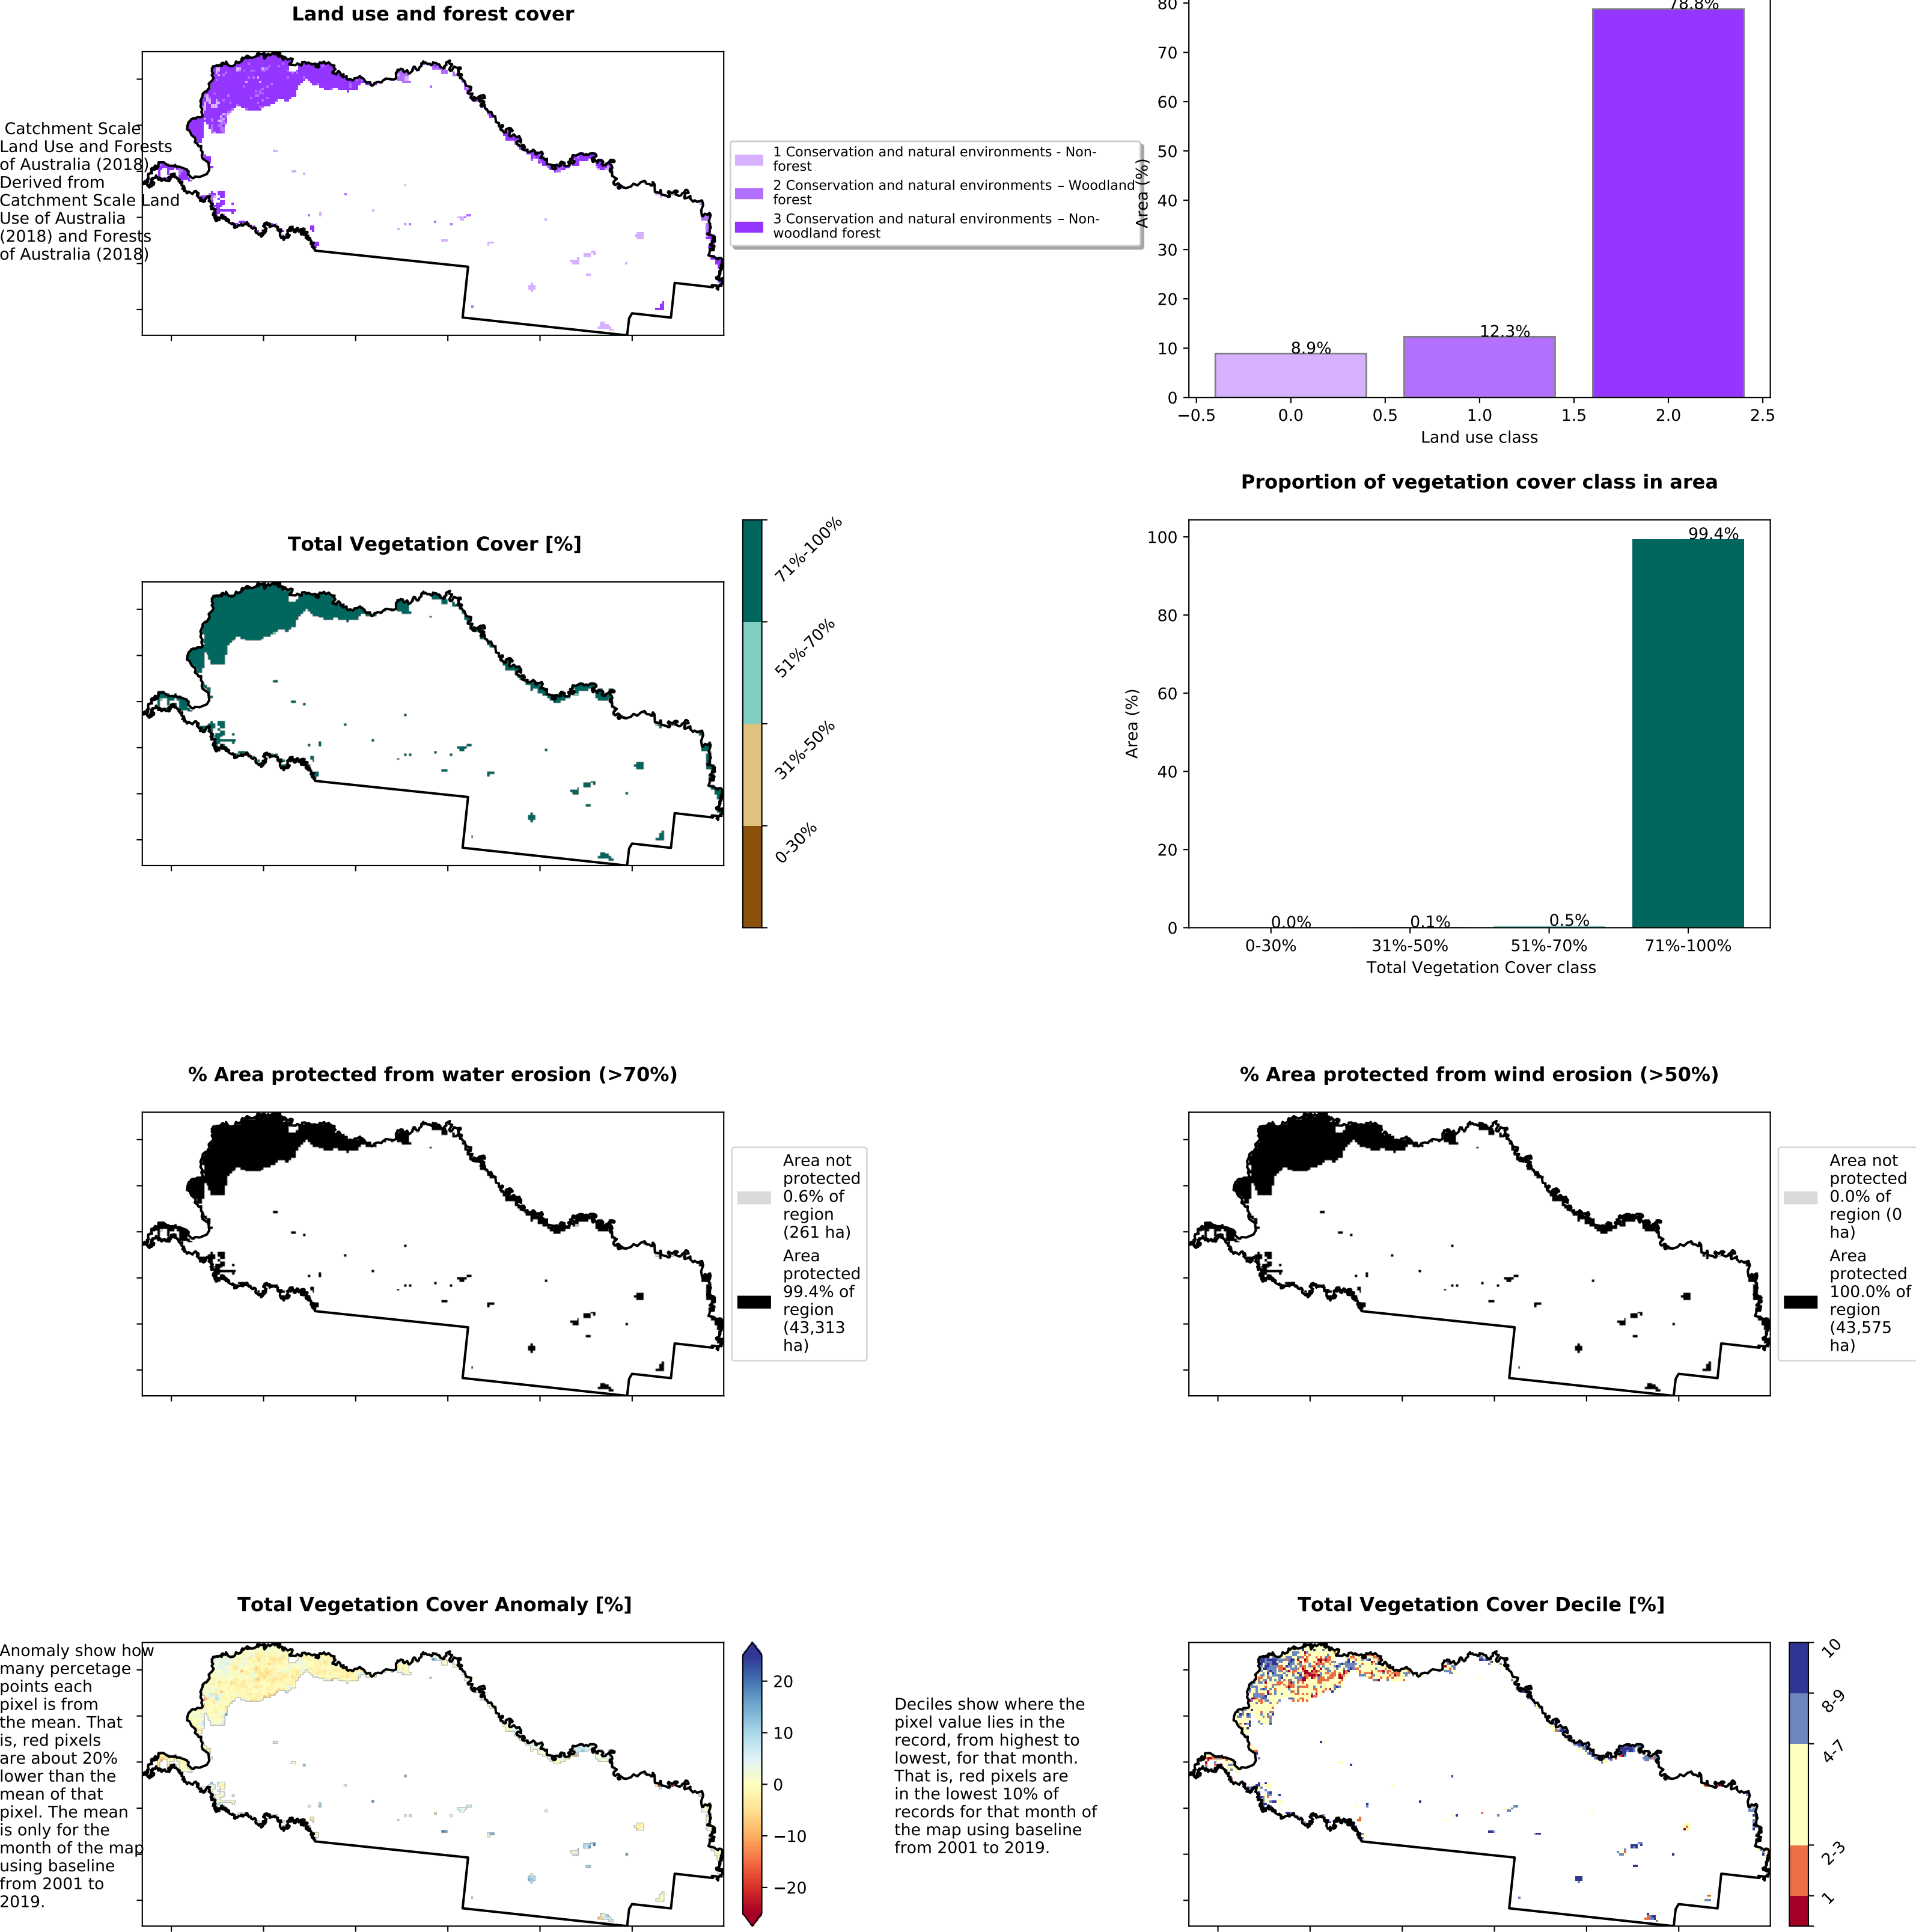 Land use and forest cover
Catchment Scale
Land Use and Forests
of Australia (2018)
Derived from
Catchment Scale Land
Use of Australia
(2018) and Forests
of Australia (2018)
1 Conservation and natural environments - Non-
forest
2 Conservation and natural environments – Woodland
forest
3 Conservation and natural environments – Non-
woodland forest
Area (%)
80
70
60
50
40
30
20
10
0
8.9%
12.3%
78.8%
−0.5
0.0
0.5
1.0
1.5
2.0
2.5
Land use class
Total Vegetation Cover [%]
71%-100%
51%-70%
31%-50%
0-30%
Proportion of vegetation cover class in area
Area (%)
100
80
60
40
20
0
0.0%
0.1%
0.5%
99.4%
0-30%
31%-50%
51%-70%
71%-100%
Total Vegetation Cover class
% Area protected from water erosion (>70%)
Area not
protected
0.6% of
region
(261 ha)
Area
protected
99.4% of
region
(43,313
ha)
% Area protected from wind erosion (>50%)
Area not
protected
0.0% of
region (0
ha)
Area
protected
100.0% of
region
(43,575
ha)
Total Vegetation Cover Anomaly [%]
Anomaly show how
many percetage
points each
pixel is from
the mean. That
is, red pixels
are about 20%
lower than the
mean of that
pixel. The mean
is only for the
month of the map
using baseline
from 2001 to
2019.
20
10
0
−10
−20
Total Vegetation Cover Decile [%]
Deciles show where the
pixel value lies in the
record, from highest to
lowest, for that month.
That is, red pixels are
in the lowest 10% of
records for that month of
the map using baseline
from 2001 to 2019.
10
8-9
4-7
2-3
1